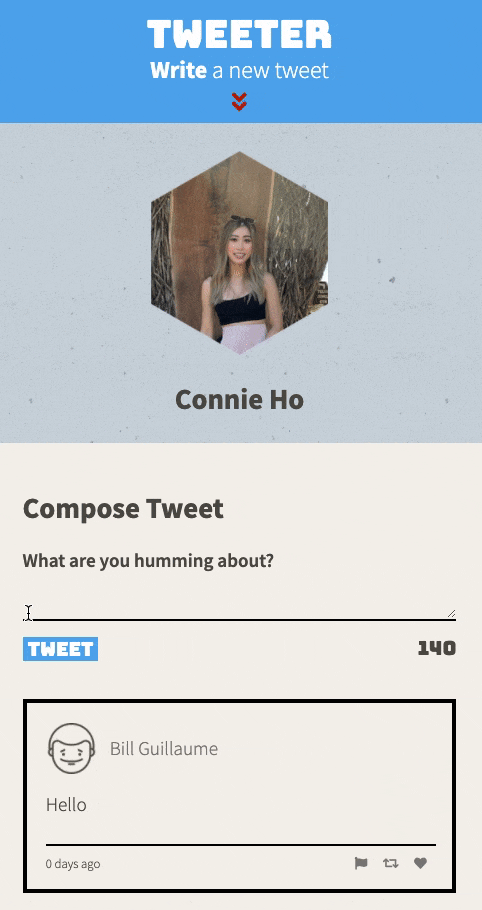 TWEETER
Write a new tweet
Connie Ho
Compose Tweet
What are you humming about?
TWEET 140
Bill Guillaume
Hello
0 days ago